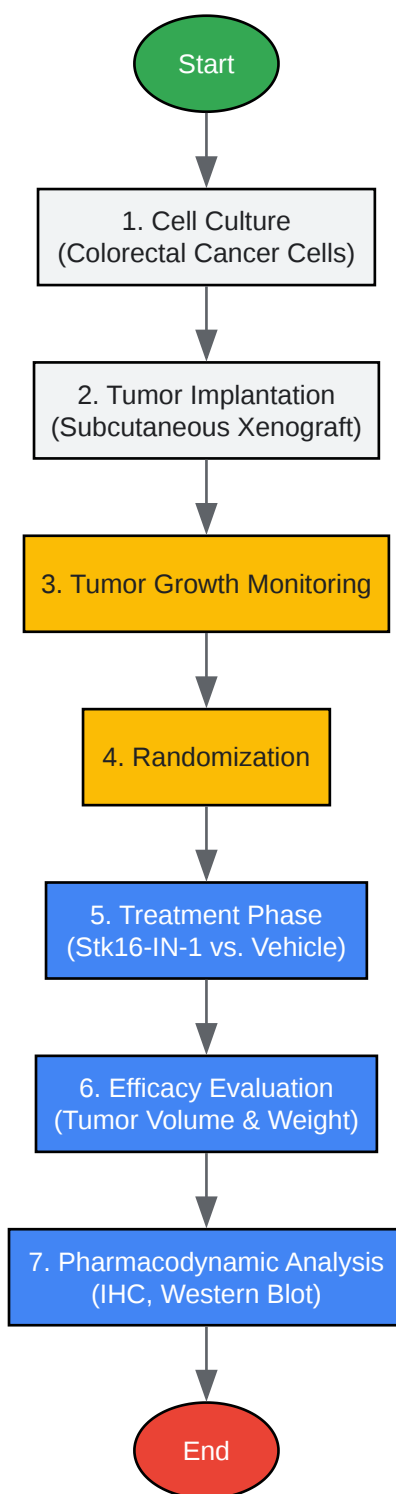 Start
1. Cell Culture
(Colorectal Cancer Cells)
2. Tumor Implantation
(Subcutaneous Xenograft)
3. Tumor Growth Monitoring
4. Randomization
5. Treatment Phase
(Stk16-IN-1 vs. Vehicle)
6. Efficacy Evaluation
(Tumor Volume & Weight)
7. Pharmacodynamic Analysis
(IHC, Western Blot)
End